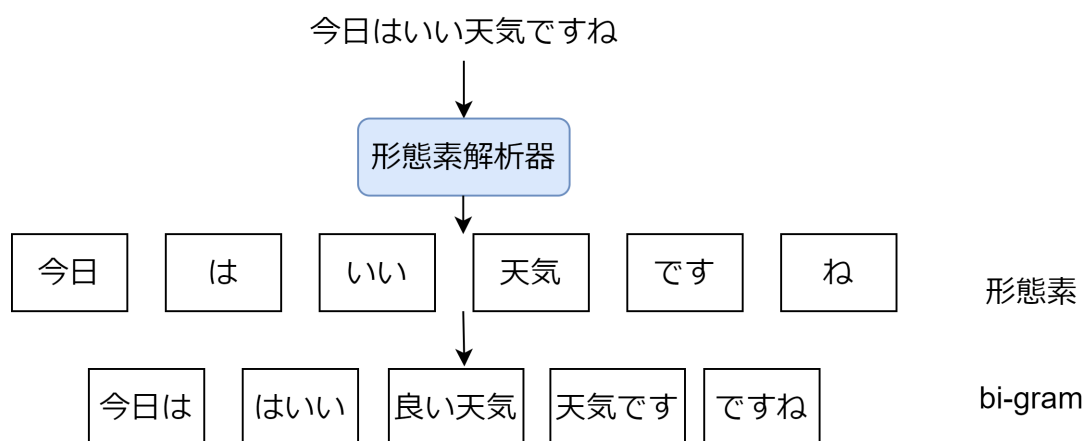 今日はいい天気ですね
形態素解析器
今日 は いい 天気 です ね
形態素
今日は はいい 良い天気 天気です ですね
bi-gram